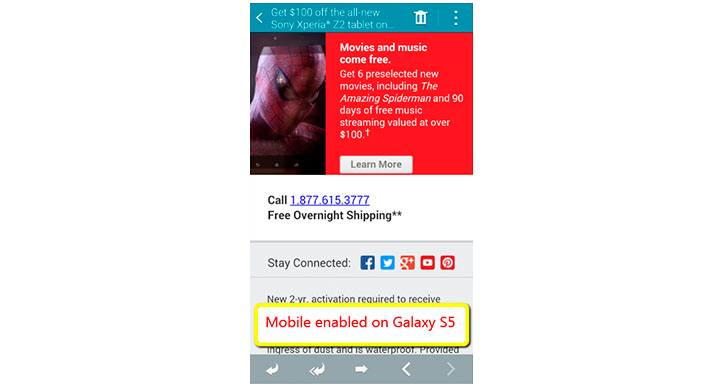 Get $100 off the all-new
Sony Xperia® Z2 tablet on...
Movies and music
come free.
Get 6 preselected new
movies, including The
Amazing Spiderman and 90
days of free music
streaming valued at over
$100.†
Learn More
Call 1.877.615.3777
Free Overnight Shipping**
Stay Connected:
New 2-yr. activation required to receive
Mobile enabled on Galaxy S5
ingress of dust and is waterproof. Provided